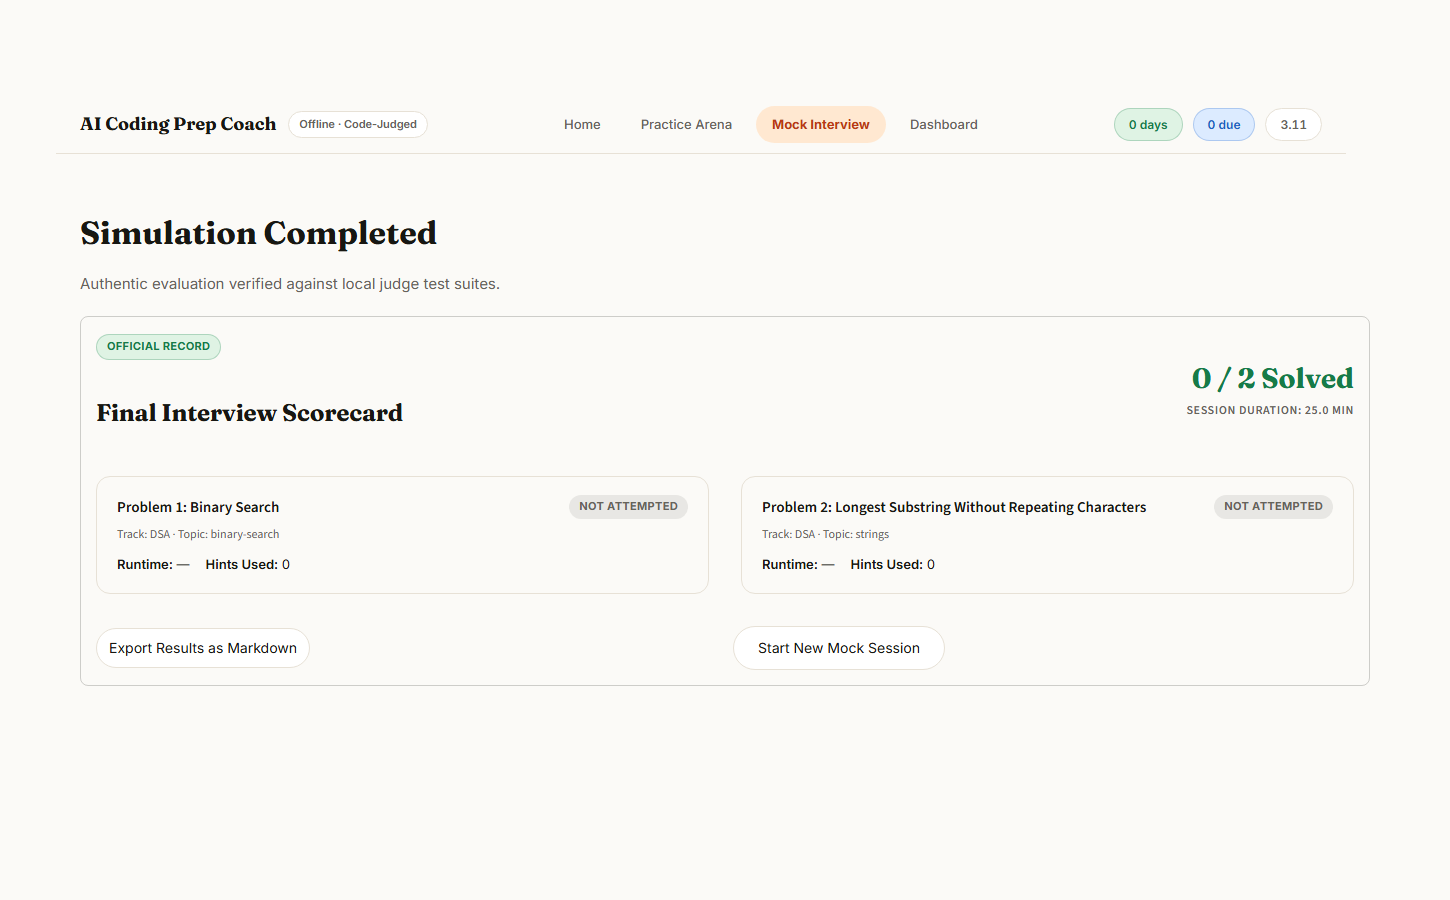 AI Coding Prep Coach
Offline · Code-Judged
Home
Practice Arena
Mock Interview
Dashboard
0 days
0 due
3.11
Simulation Completed
Authentic evaluation verified against local judge test suites.
OFFICIAL RECORD
Final Interview Scorecard
0 / 2 Solved
SESSION DURATION: 25.0 MIN
Problem 1: Binary Search
NOT ATTEMPTED
Track: DSA · Topic: binary-search
Runtime: — Hints Used: 0
Problem 2: Longest Substring Without Repeating Characters
NOT ATTEMPTED
Track: DSA · Topic: strings
Runtime: — Hints Used: 0
Export Results as Markdown
Start New Mock Session